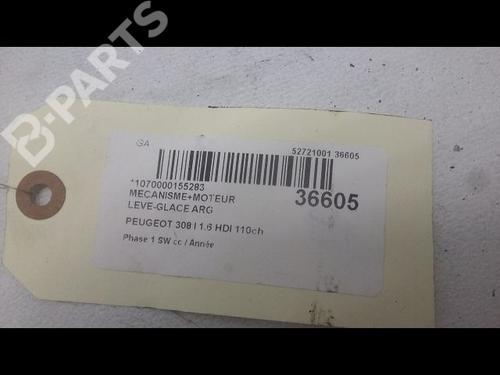 B-PARTS
GA
52721001 36605
*1070000155283
MECANISME+MOTEUR
LEVE-GLACE ARG
36605
PEUGEOT 308 I 1.6 HDI 110ch
Phase 1 SW cc / Année